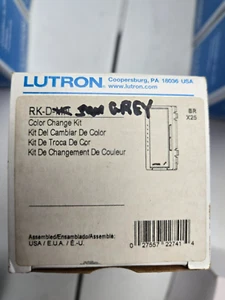 LUTRON
Coopersburg, PA 18036 USA
www.lutron.com
RK-D GREY
Color Change Kit
Kit Del Cambiar De Color
Kit De Troca De Cor
Kit De Changement De Couleur
BR
X25
Assembled/Ensamblado/Assemble:
USA / E.U.A. / É.-U.
0 27557 22741 4